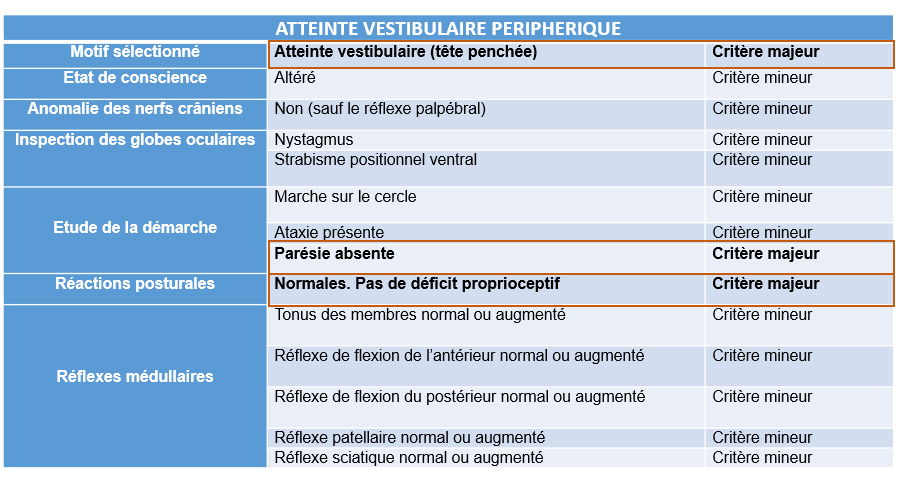 ATTEINTE VESTIBULAIRE PERIPHERIQUE
Motif sélectionné Atteinte vestibulaire (tête penchée) Critère majeur
Etat de conscience Altéré Critère mineur
Anomalie des nerfs crâniens Non (sauf le réflexe palpébral) Critère mineur
Inspection des globes oculaires Nystagmus Critère mineur
Strabisme positionnel ventral Critère mineur
Etude de la démarche Marche sur le cercle Critère mineur
Ataxie présente Critère mineur
Parésie absente Critère majeur
Réactions posturales Normales. Pas de déficit proprioceptif Critère majeur
Réflexes médullaires Tonus des membres normal ou augmenté Critère mineur
Réflexe de flexion de l’antérieur normal ou augmenté Critère mineur
Réflexe de flexion du postérieur normal ou augmenté Critère mineur
Réflexe patellaire normal ou augmenté Critère mineur
Réflexe sciatique normal ou augmenté Critère mineur